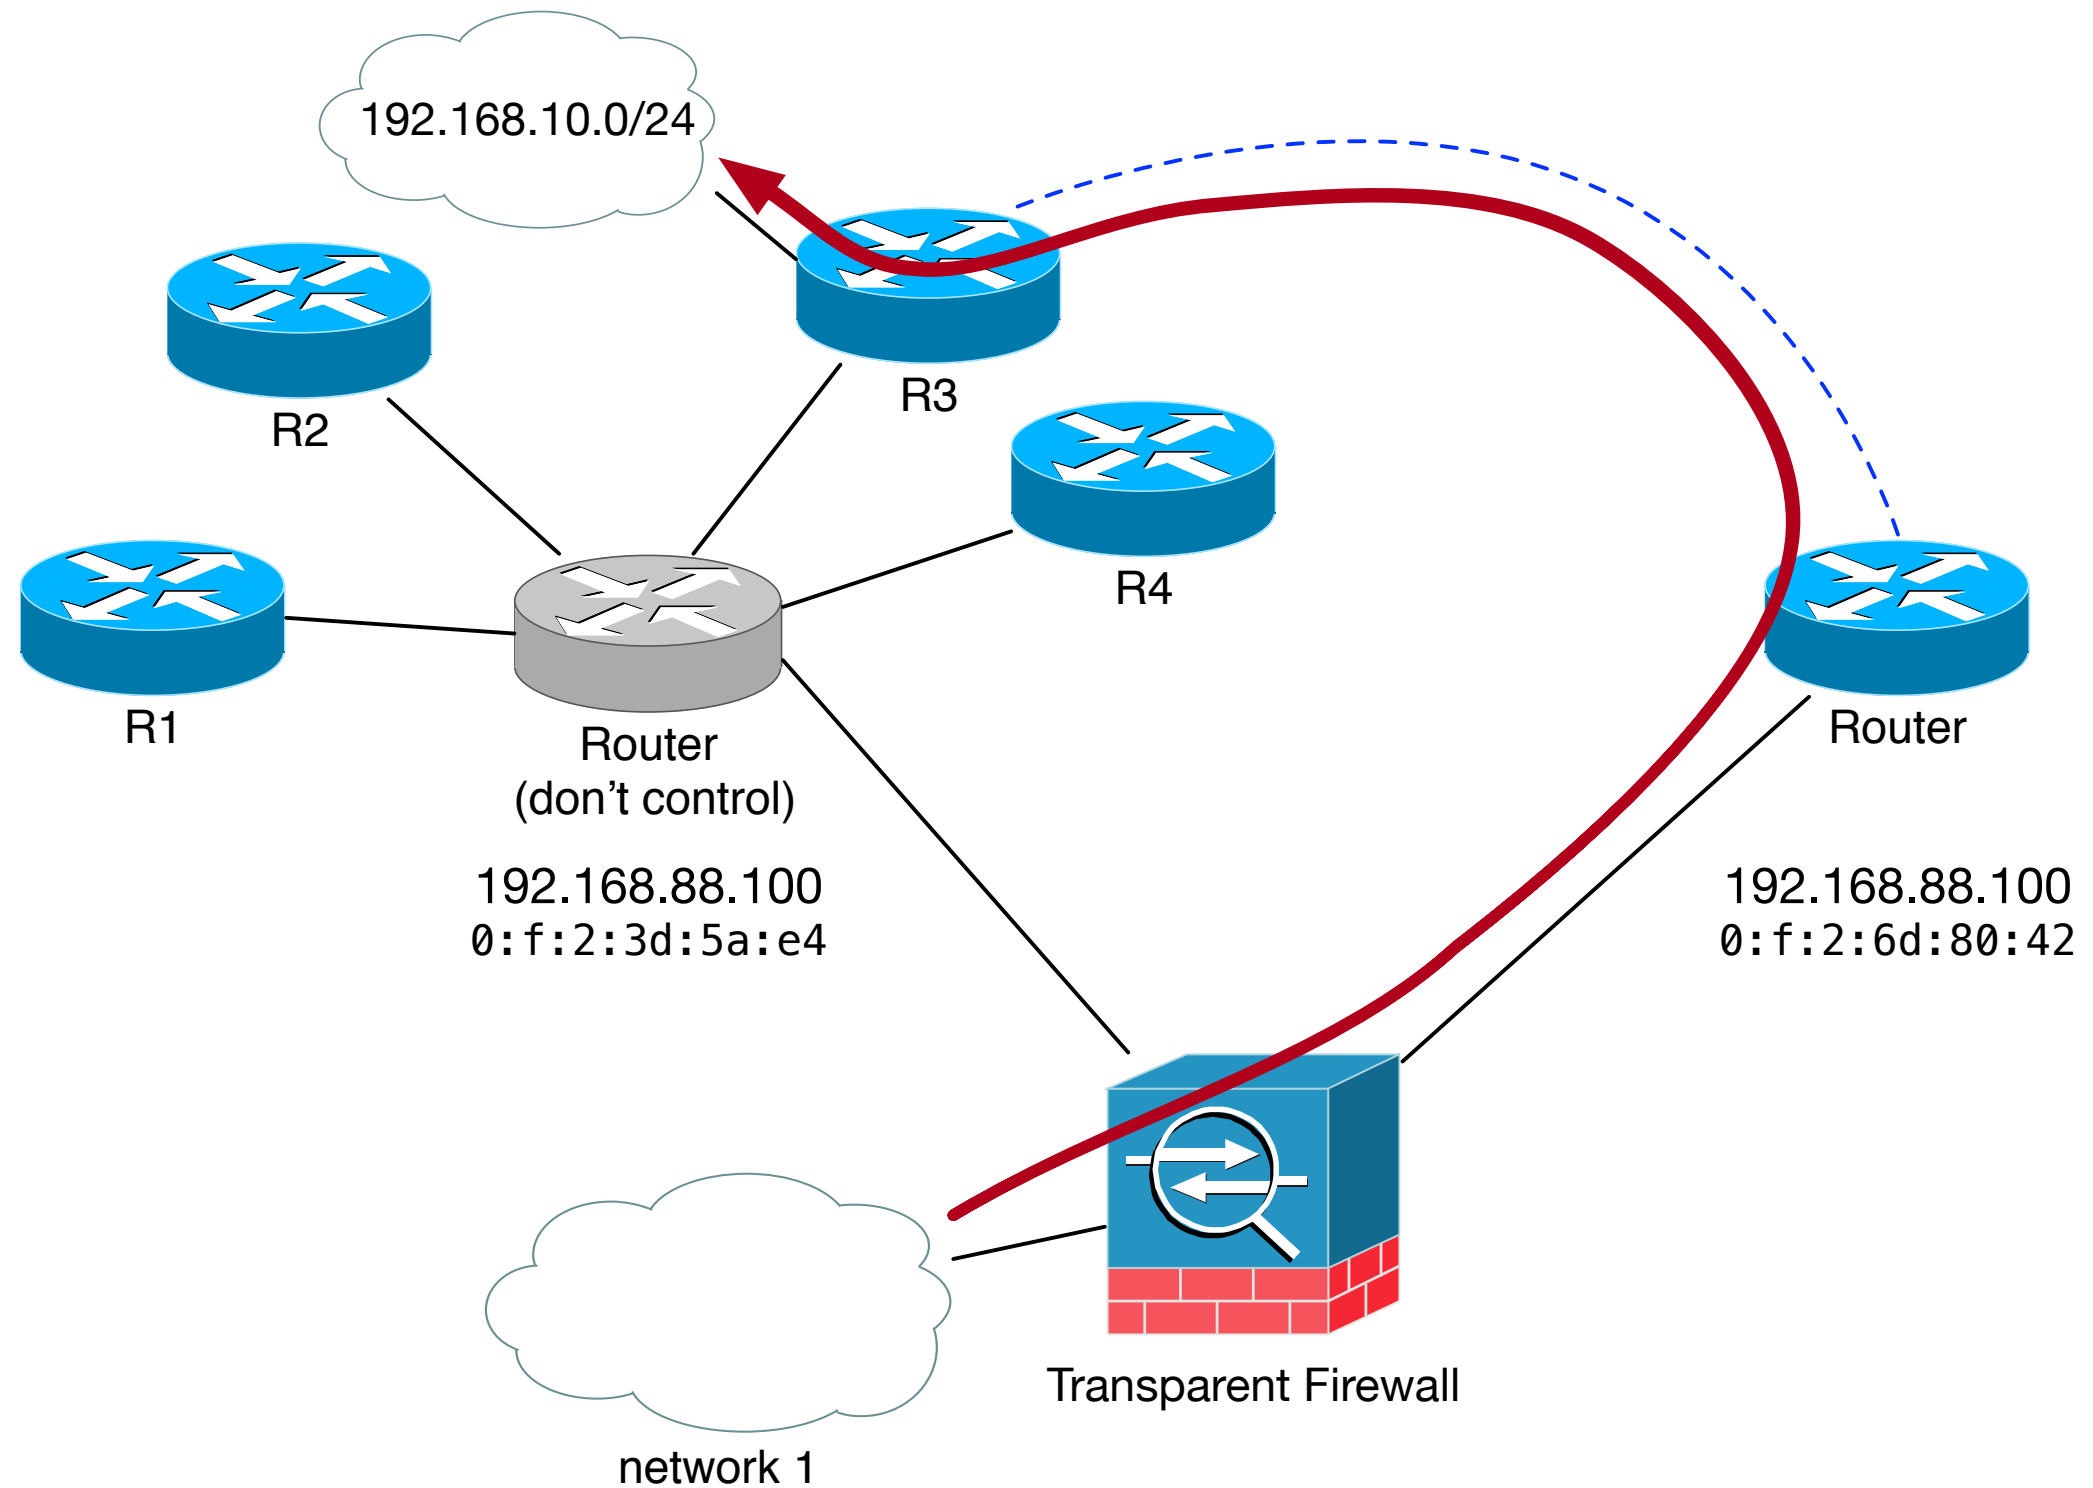 192.168.10.0/24
R3
R2
R4
R1
Router
(don't control)
Router
192.168.88.100
0:f:2:3d:5a:e4
192.168.88.100
0:f:2:6d:80:42
Transparent Firewall
network 1